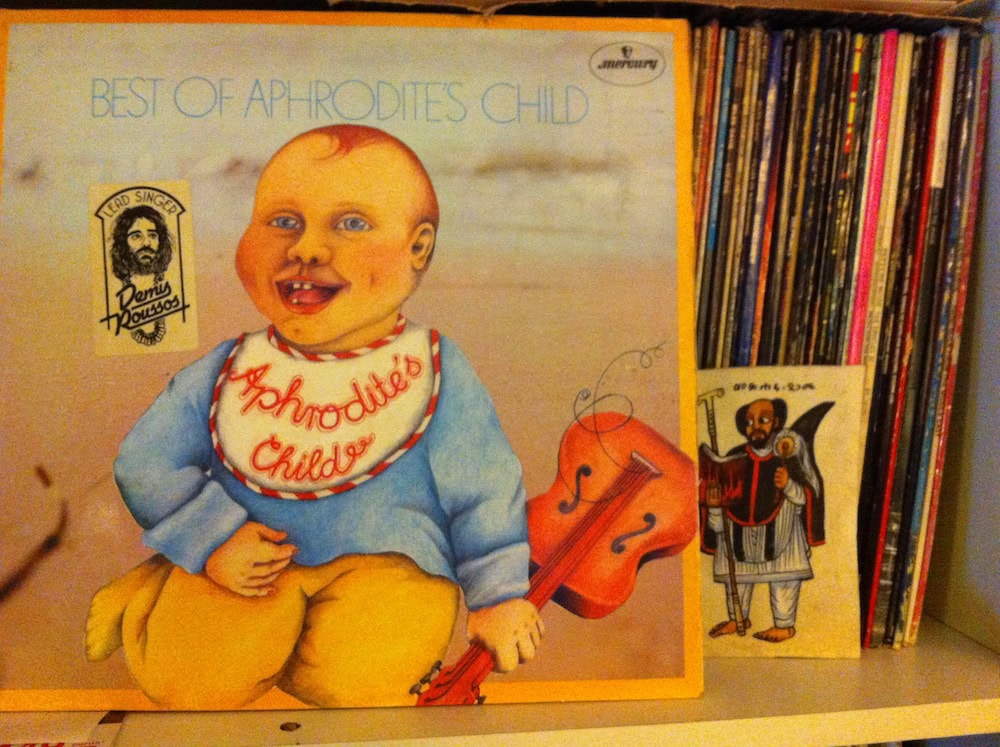 BEST OF APHRODITE'S CHILD
mercury
LEAD SINGER
Demis
Roussos
Aphrodite's
Child